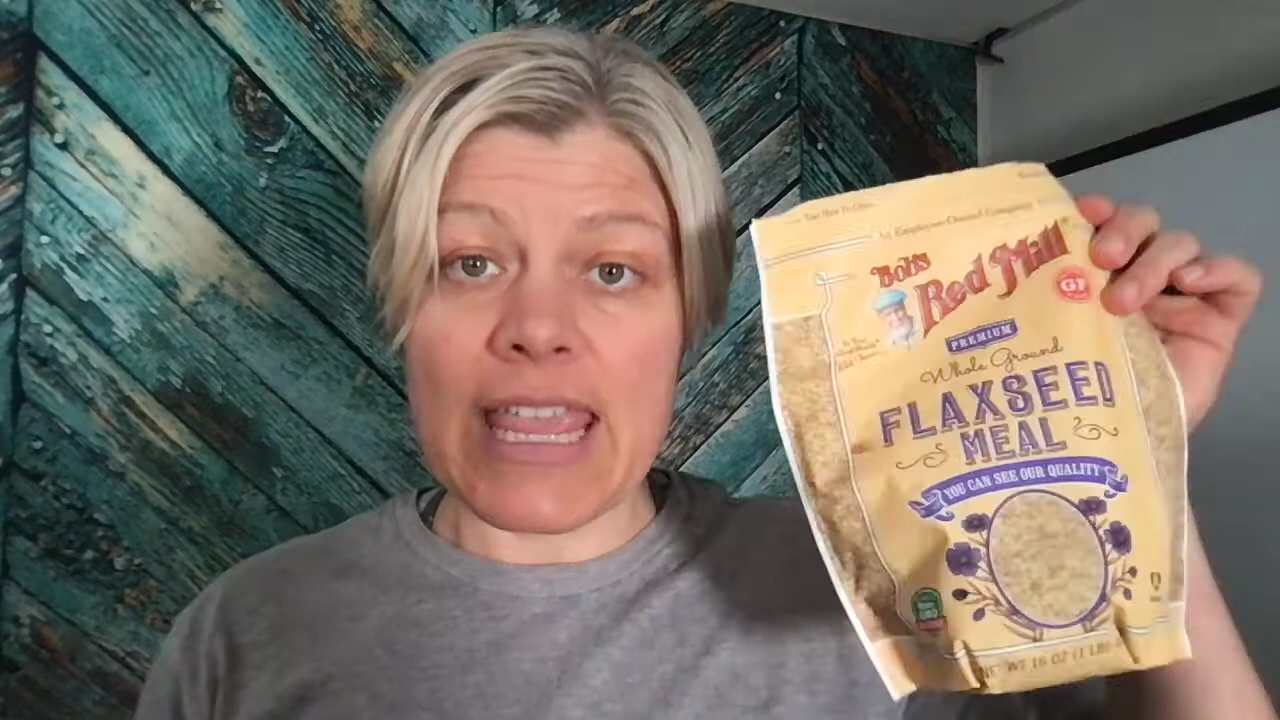 An Employee-Owned Company
Bob's
Red Mill
GF
PREMIUM
Whole Ground
FLAXSEED
MEAL
YOU CAN SEE OUR QUALITY
NET WT 16 OZ (1 LB)